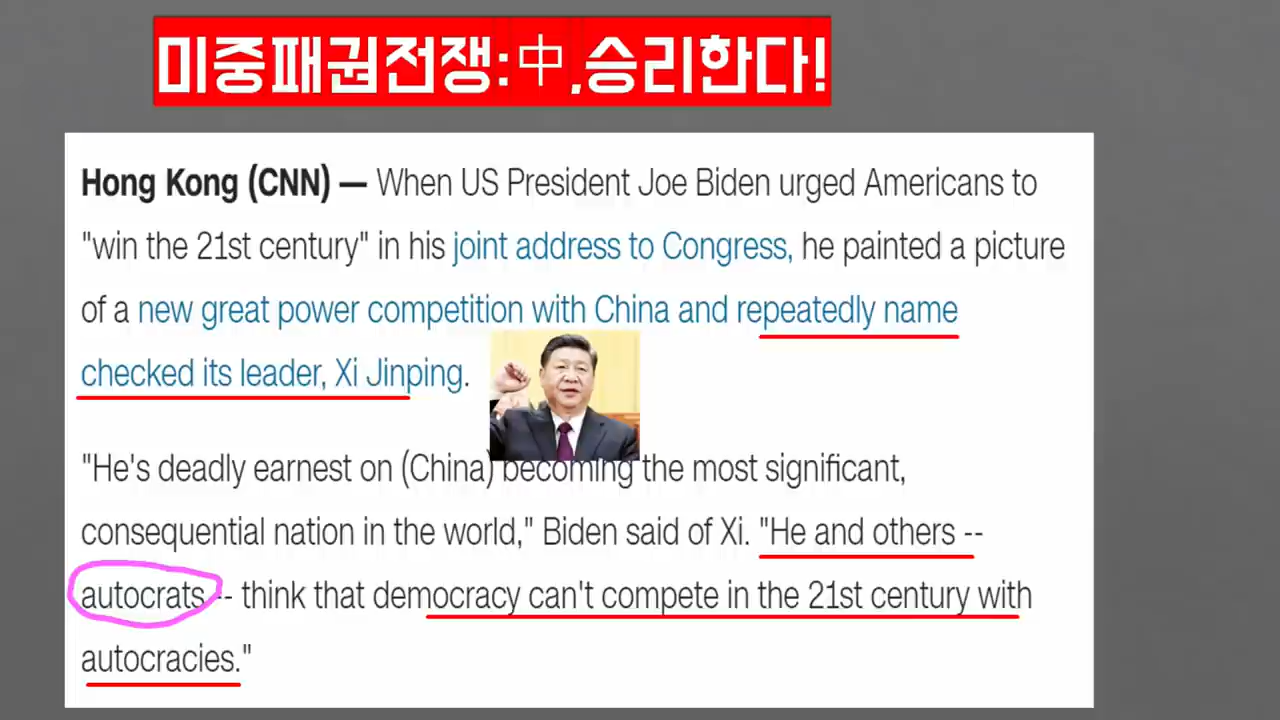 미중패권전쟁:中,승리한다!
Hong Kong (CNN) — When US President Joe Biden urged Americans to
"win the 21st century" in his joint address to Congress, he painted a picture
of a new great power competition with China and repeatedly name
checked its leader, Xi Jinping.
"He's deadly earnest on (China) becoming the most significant,
consequential nation in the world," Biden said of Xi. "He and others --
autocrats -- think that democracy can't compete in the 21st century with
autocracies."